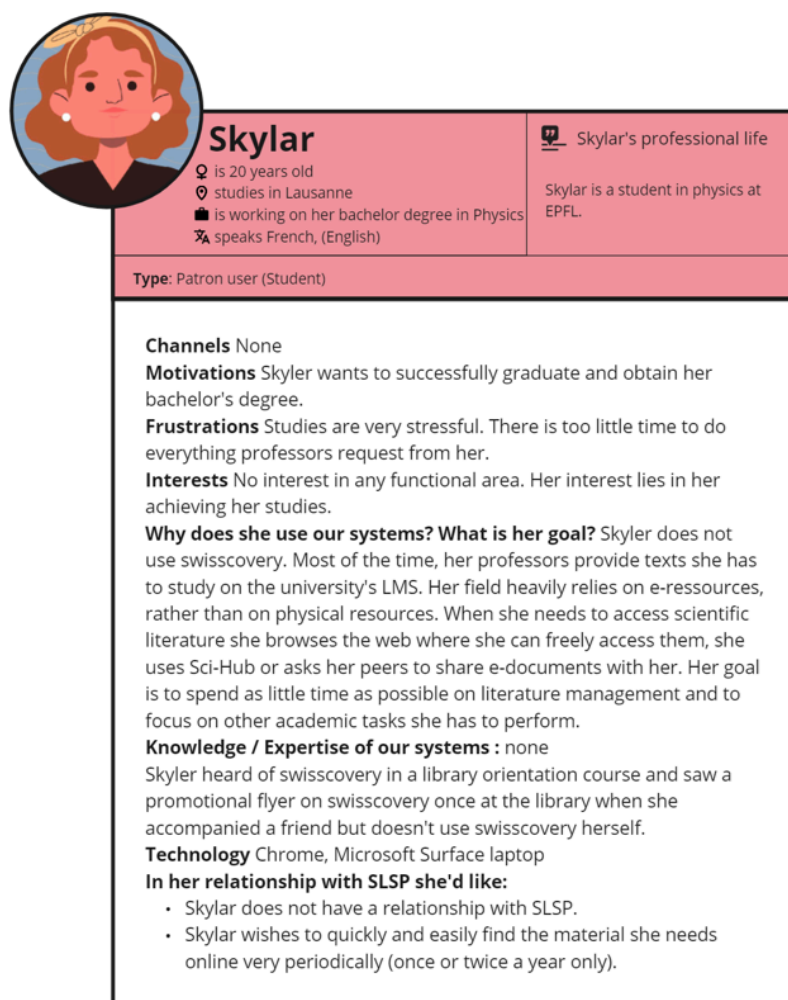 Skylar
is 20 years old
studies in Lausanne
is working on her bachelor degree in Physics
speaks French, (English)
Skylar's professional life
Skylar is a student in physics at
EPFL.
Type: Patron user (Student)
Channels None
Motivations Skyler wants to successfully graduate and obtain her
bachelor's degree.
Frustrations Studies are very stressful. There is too little time to do
everything professors request from her.
Interests No interest in any functional area. Her interest lies in her
achieving her studies.
Why does she use our systems? What is her goal? Skyler does not
use swisscovery. Most of the time, her professors provide texts she has
to study on the university's LMS. Her field heavily relies on e-ressources,
rather than on physical resources. When she needs to access scientific
literature she browses the web where she can freely access them, she
uses Sci-Hub or asks her peers to share e-documents with her. Her goal
is to spend as little time as possible on literature management and to
focus on other academic tasks she has to perform.
Knowledge / Expertise of our systems : none
Skyler heard of swisscovery in a library orientation course and saw a
promotional flyer on swisscovery once at the library when she
accompanied a friend but doesn't use swisscovery herself.
Technology Chrome, Microsoft Surface laptop
In her relationship with SLSP she'd like:
• Skylar does not have a relationship with SLSP.
• Skylar wishes to quickly and easily find the material she needs
online very periodically (once or twice a year only).